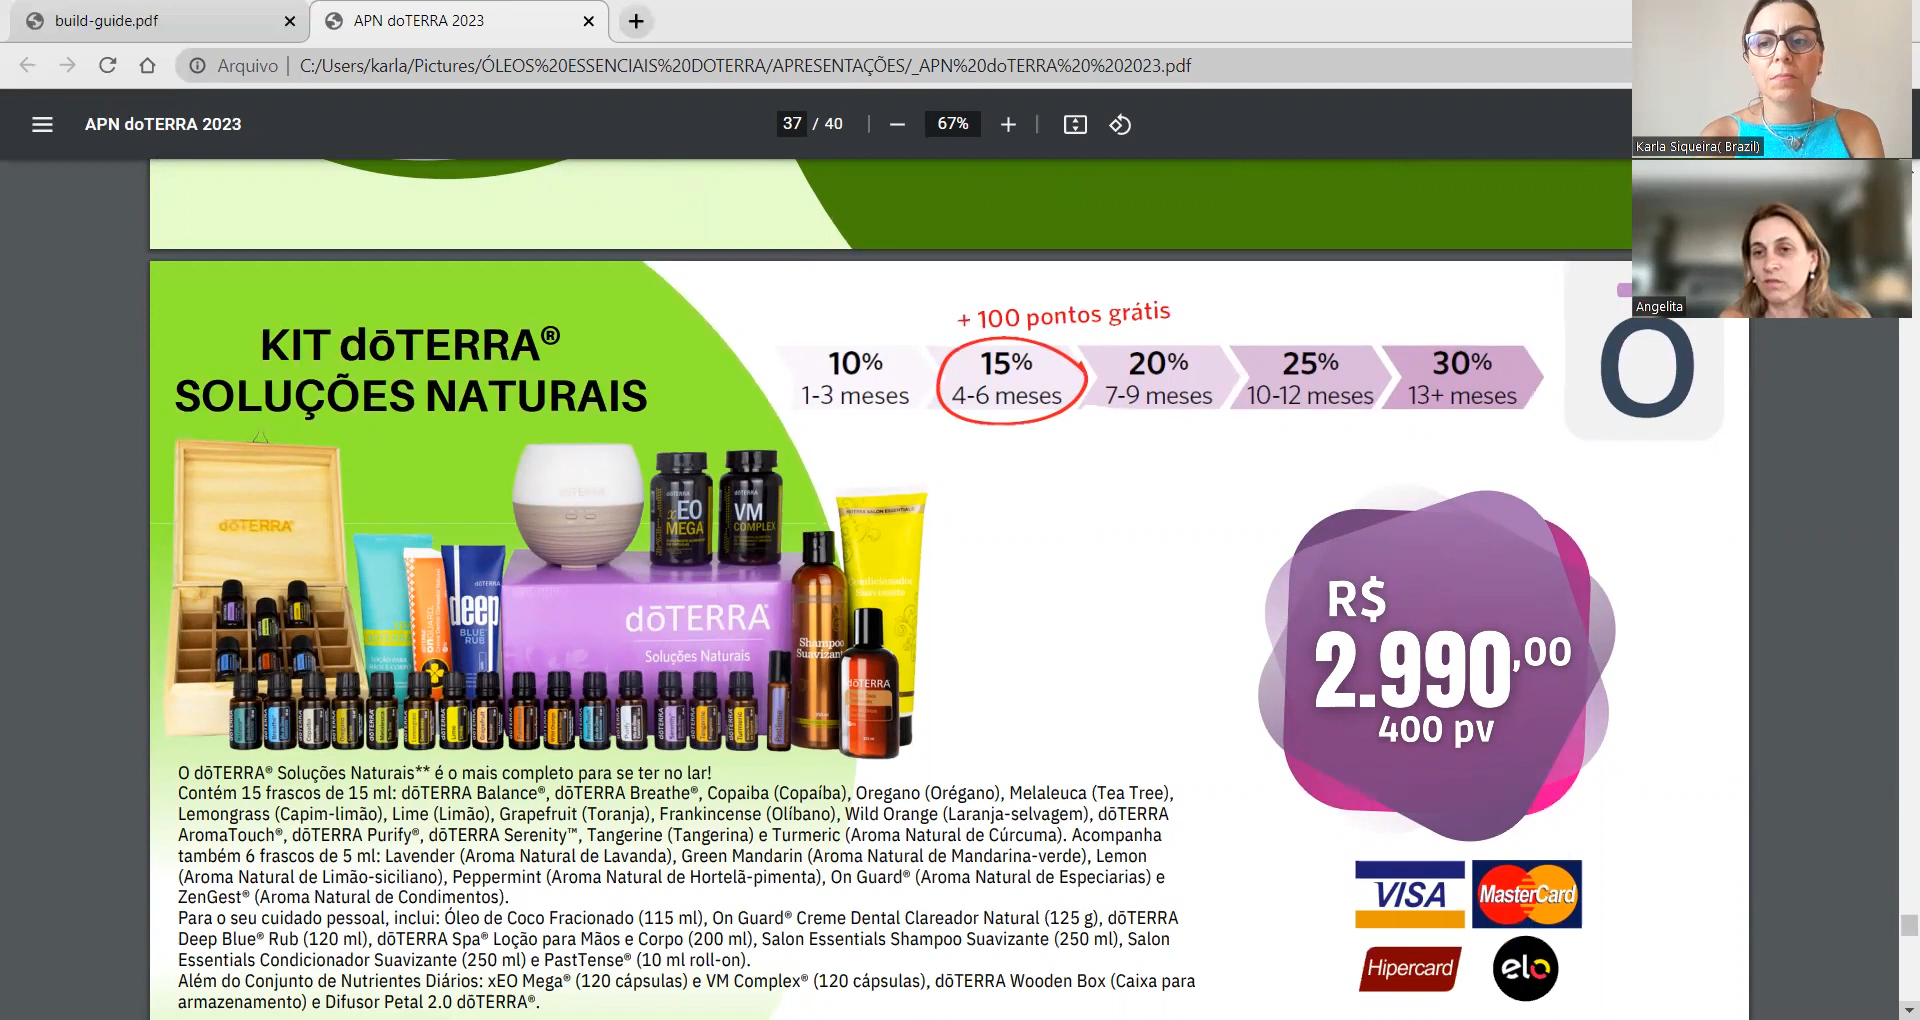 build-guide.pdf
APN doTERRA 2023
Arquivo
C:/Users/karla/Pictures/ÓLEOS%20ESSENCIAIS%20DOTERRA/APRESENTAÇÕES/_APN%20doTERRA%20%202023.pdf
APN doTERRA 2023
37 / 40
67%
Karla Siqueira( Brazil)
Angelita
KIT dōTERRA®
SOLUÇÕES NATURAIS
+ 100 pontos grátis
10%
1-3 meses
15%
4-6 meses
20%
7-9 meses
25%
10-12 meses
30%
13+ meses
Ō
dōTERRA
xEO
MEGA
VM
COMPLEX
deep
BLUE
RUB
onGUARD
dōTERRA
Soluções Naturais
Shampoo
Suavizante
Condicionador
Suavizante
dōTERRA
PastTense
R$
2.990,00
400 pv
O dōTERRA® Soluções Naturais** é o mais completo para se ter no lar!
Contém 15 frascos de 15 ml: dōTERRA Balance®, dōTERRA Breathe®, Copaiba (Copaíba), Oregano (Orégano), Melaleuca (Tea Tree),
Lemongrass (Capim-limão), Lime (Limão), Grapefruit (Toranja), Frankincense (Olíbano), Wild Orange (Laranja-selvagem), dōTERRA
AromaTouch®, dōTERRA Purify®, dōTERRA Serenity™, Tangerine (Tangerina) e Turmeric (Aroma Natural de Cúrcuma). Acompanha
também 6 frascos de 5 ml: Lavender (Aroma Natural de Lavanda), Green Mandarin (Aroma Natural de Mandarina-verde), Lemon
(Aroma Natural de Limão-siciliano), Peppermint (Aroma Natural de Hortelã-pimenta), On Guard® (Aroma Natural de Especiarias) e
ZenGest® (Aroma Natural de Condimentos).
Para o seu cuidado pessoal, inclui: Óleo de Coco Fracionado (115 ml), On Guard® Creme Dental Clareador Natural (125 g), dōTERRA
Deep Blue® Rub (120 ml), dōTERRA Spa® Loção para Mãos e Corpo (200 ml), Salon Essentials Shampoo Suavizante (250 ml), Salon
Essentials Condicionador Suavizante (250 ml) e PastTense® (10 ml roll-on).
Além do Conjunto de Nutrientes Diários: xEO Mega® (120 cápsulas) e VM Complex® (120 cápsulas), dōTERRA Wooden Box (Caixa para
armazenamento) e Difusor Petal 2.0 dōTERRA®.
VISA
MasterCard
Hipercard
elo